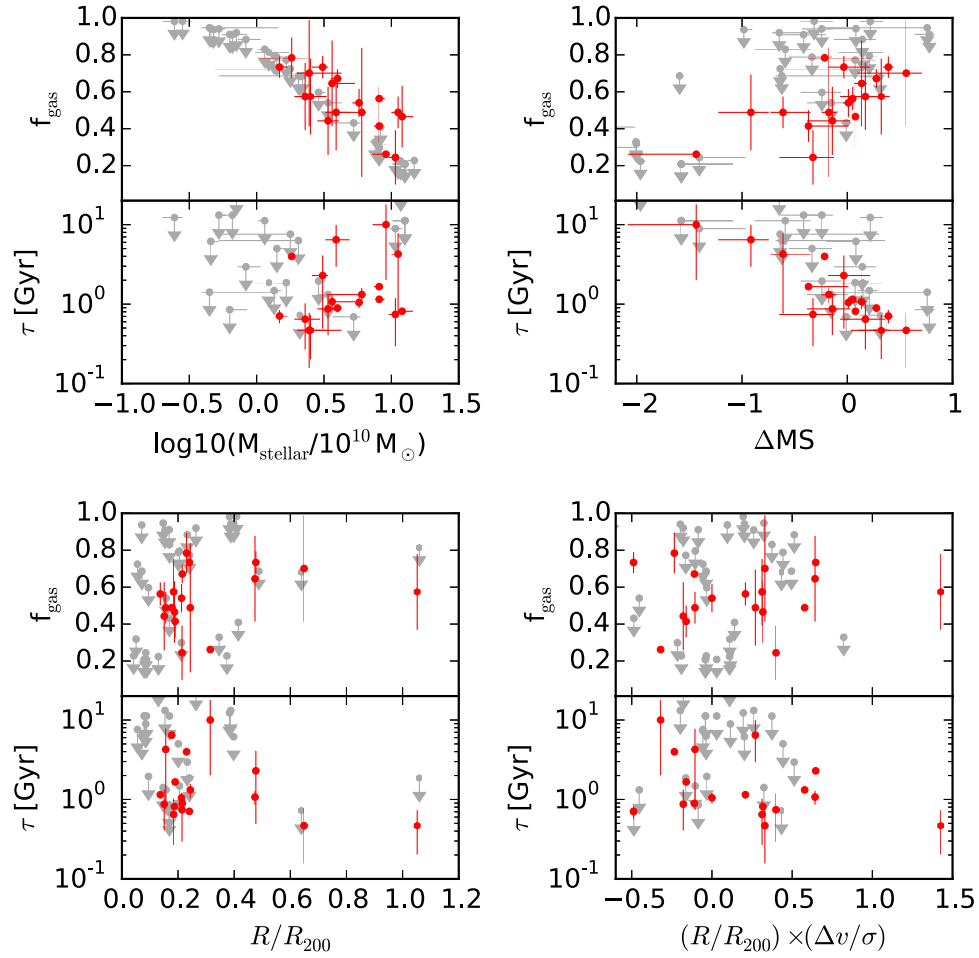 1.0
0.8
f_gas
0.6
0.4
0.2
10^1
τ [Gyr]
10^0
10^-1
−1.0 −0.5 0.0 0.5 1.0 1.5
log10(M_stellar/10^10 M_⊙)
1.0
0.8
f_gas
0.6
0.4
0.2
10^1
τ [Gyr]
10^0
10^-1
−2 −1 0 1
ΔMS
1.0
0.8
f_gas
0.6
0.4
0.2
10^1
τ [Gyr]
10^0
10^-1
0.0 0.2 0.4 0.6 0.8 1.0 1.2
R/R_200
1.0
0.8
f_gas
0.6
0.4
0.2
10^1
τ [Gyr]
10^0
10^-1
−0.5 0.0 0.5 1.0 1.5
(R/R_200) ×(Δv/σ)